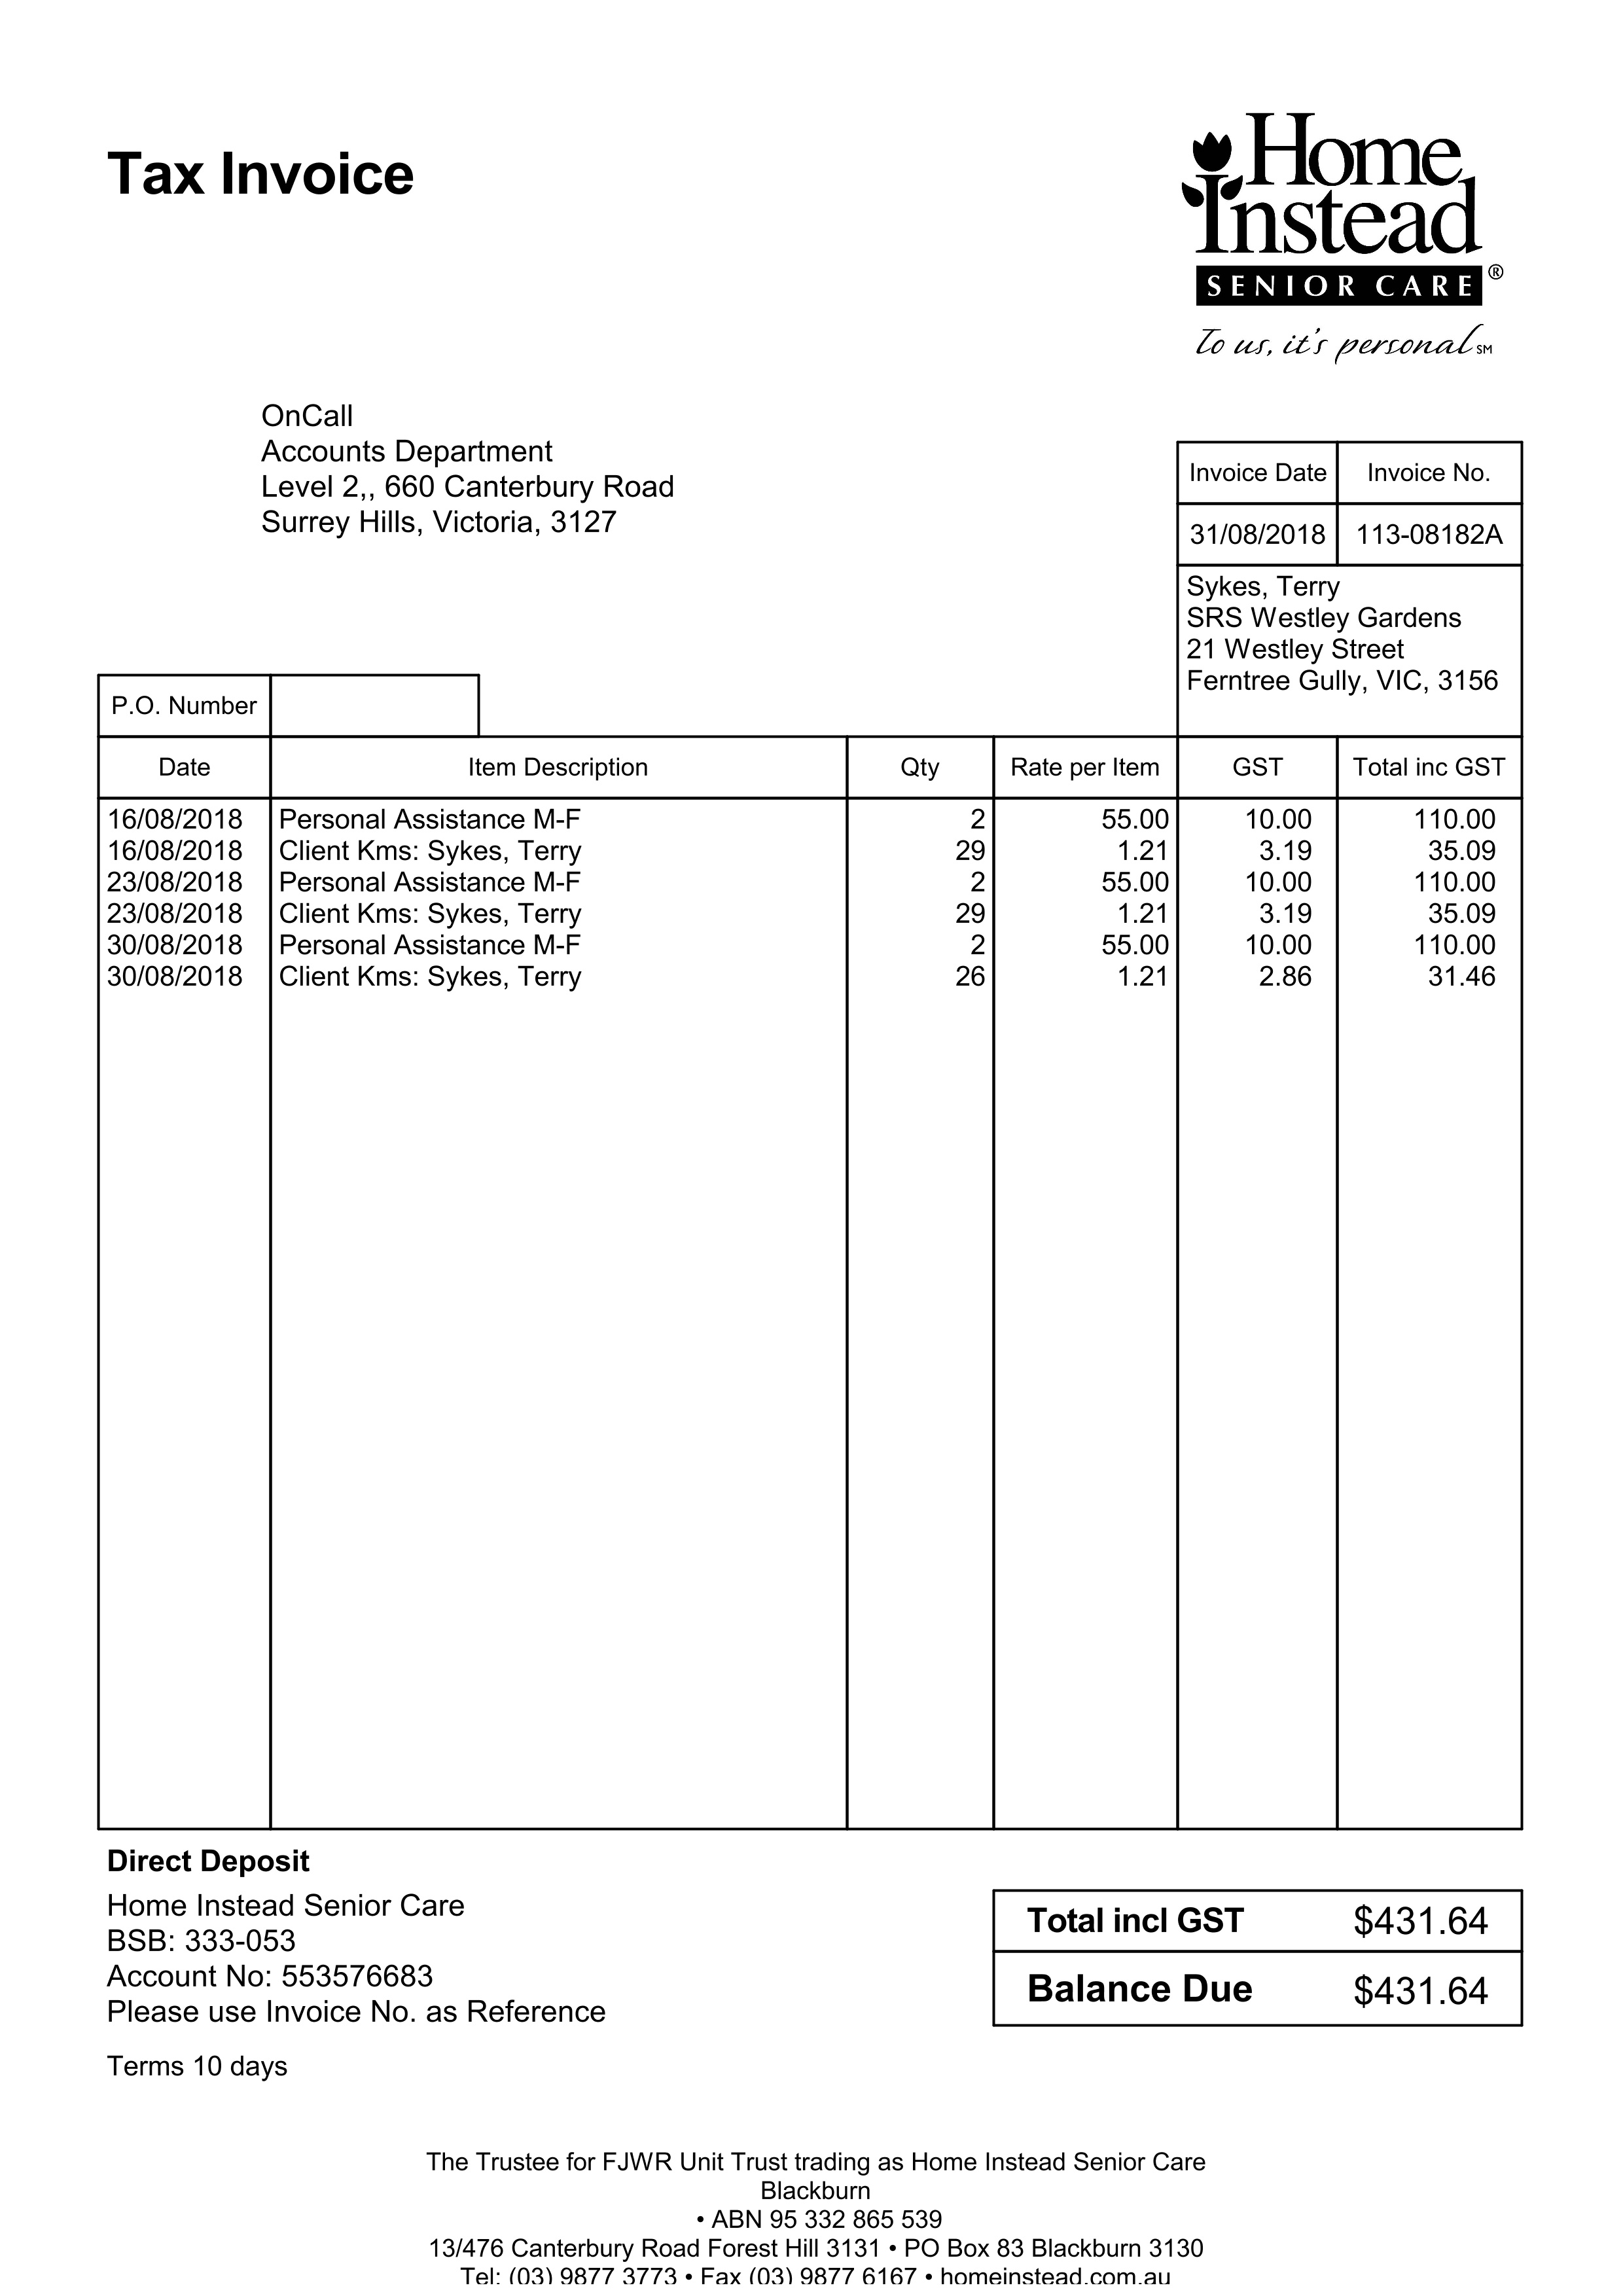 Tax Invoice
Home
Instead
SENIOR CARE ®
To us, it's personal SM
OnCall
Accounts Department
Level 2,, 660 Canterbury Road
Surrey Hills, Victoria, 3127
Invoice Date Invoice No.
31/08/2018 113-08182A
Sykes, Terry
SRS Westley Gardens
21 Westley Street
Ferntree Gully, VIC, 3156
P.O. Number
Date Item Description Qty Rate per Item GST Total inc GST
16/08/2018 Personal Assistance M-F 2 55.00 10.00 110.00
16/08/2018 Client Kms: Sykes, Terry 29 1.21 3.19 35.09
23/08/2018 Personal Assistance M-F 2 55.00 10.00 110.00
23/08/2018 Client Kms: Sykes, Terry 29 1.21 3.19 35.09
30/08/2018 Personal Assistance M-F 2 55.00 10.00 110.00
30/08/2018 Client Kms: Sykes, Terry 26 1.21 2.86 31.46
Direct Deposit
Home Instead Senior Care
BSB: 333-053
Account No: 553576683
Please use Invoice No. as Reference
Terms 10 days
Total incl GST $431.64
Balance Due $431.64
The Trustee for FJWR Unit Trust trading as Home Instead Senior Care
Blackburn
• ABN 95 332 865 539
13/476 Canterbury Road Forest Hill 3131 • PO Box 83 Blackburn 3130
Tel: (03) 9877 3773 • Fax (03) 9877 6167 • homeinstead.com.au